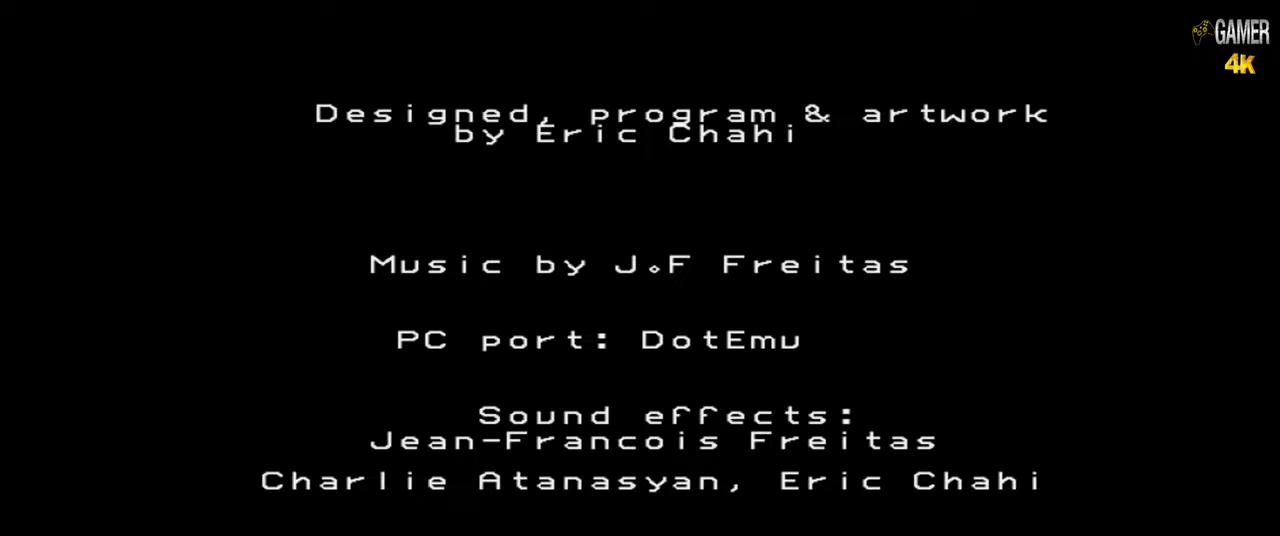 GAMER
4K
Designed, program & artwork
by Eric Chahi
Music by J.F Freitas
PC port: DotEmu
Sound effects:
Jean-Francois Freitas
Charlie Atanasyan, Eric Chahi